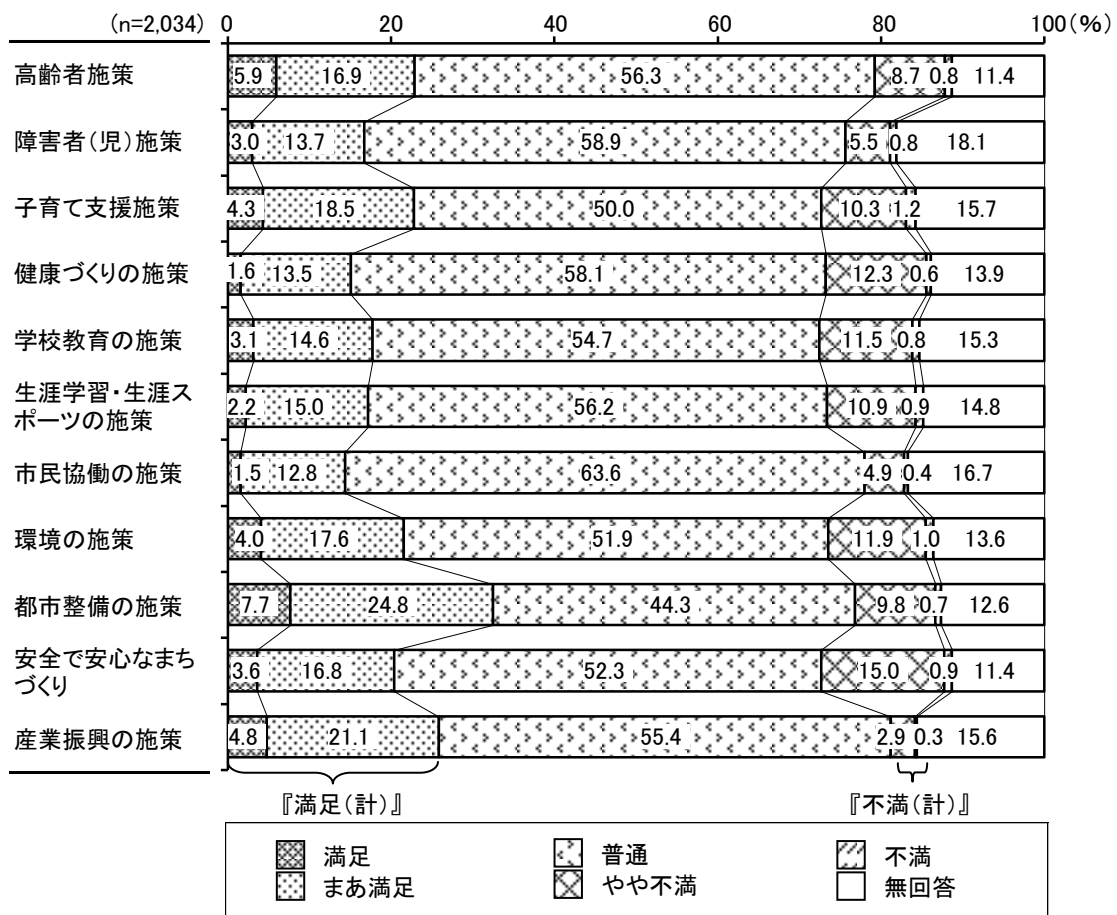 (n=2,034) 0 20 40 60 80 100(%)
高齢者施策 5.9 16.9 56.3 8.7 0.8 11.4
障害者(児)施策 3.0 13.7 58.9 5.5 0.8 18.1
子育て支援施策 4.3 18.5 50.0 10.3 1.2 15.7
健康づくりの施策 1.6 13.5 58.1 12.3 0.6 13.9
学校教育の施策 3.1 14.6 54.7 11.5 0.8 15.3
生涯学習・生涯ス
ポーツの施策 2.2 15.0 56.2 10.9 0.9 14.8
市民協働の施策 1.5 12.8 63.6 4.9 0.4 16.7
環境の施策 4.0 17.6 51.9 11.9 1.0 13.6
都市整備の施策 7.7 24.8 44.3 9.8 0.7 12.6
安全で安心なまち
づくり 3.6 16.8 52.3 15.0 0.9 11.4
産業振興の施策 4.8 21.1 55.4 2.9 0.3 15.6
『満足(計)』 『不満(計)』
満足 普通 不満
まあ満足 やや不満 無回答